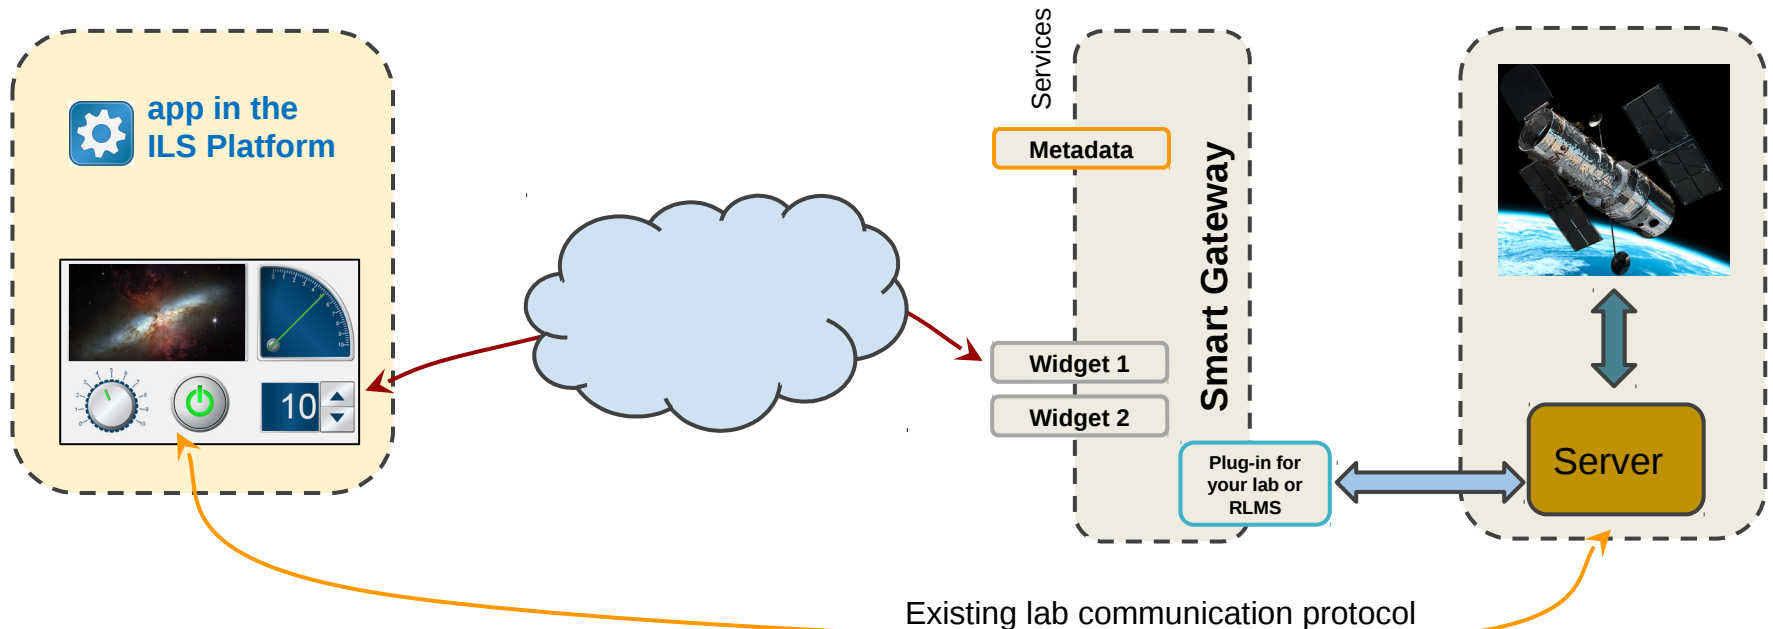 app in the
ILS Platform
10
Services
Metadata
Smart Gateway
Widget 1
Widget 2
Plug-in for
your lab or
RLMS
Server
Existing lab communication protocol